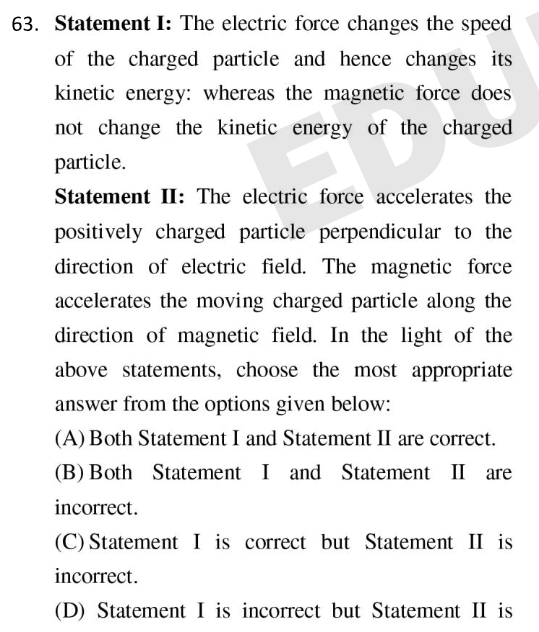 63. Statement I: The electric force changes the speed
of the charged particle and hence changes its
kinetic energy: whereas the magnetic force does
not change the kinetic energy of the charged
particle.
Statement II: The electric force accelerates the
positively charged particle perpendicular to the
direction of electric field. The magnetic force
accelerates the moving charged particle along the
direction of magnetic field. In the light of the
above statements, choose the most appropriate
answer from the options given below:
(A) Both Statement I and Statement II are correct.
(B) Both Statement I and Statement II are
incorrect.
(C) Statement I is correct but Statement II is
incorrect.
(D) Statement I is incorrect but Statement II is
EDU